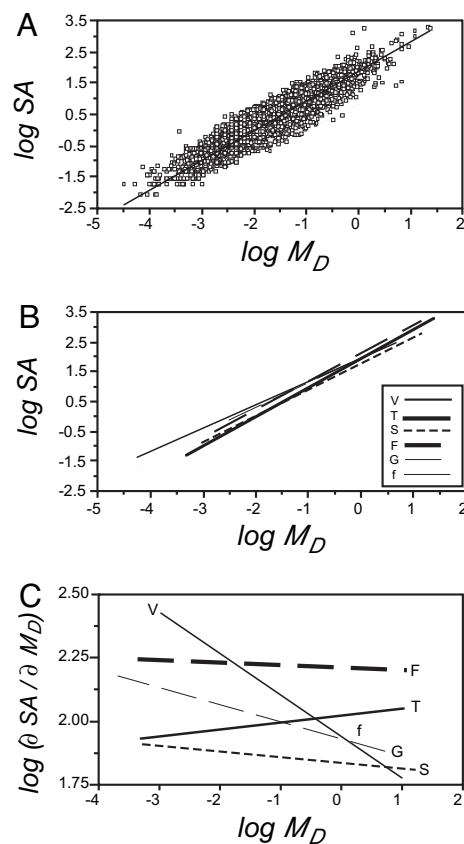 A
3.5
2.5
1.5
0.5
-0.5
-1.5
-2.5
log SA
-5 -4 -3 -2 -1 0 1 2
log M_D
B
3.5
2.5
1.5
0.5
-0.5
-1.5
-2.5
log SA
V
T
S
F
G
f
-5 -4 -3 -2 -1 0 1 2
log M_D
C
2.50
2.25
2.00
1.75
log (∂ SA / ∂ M_D)
V
F
T
f
G
S
-4 -3 -2 -1 0 1 2
log M_D